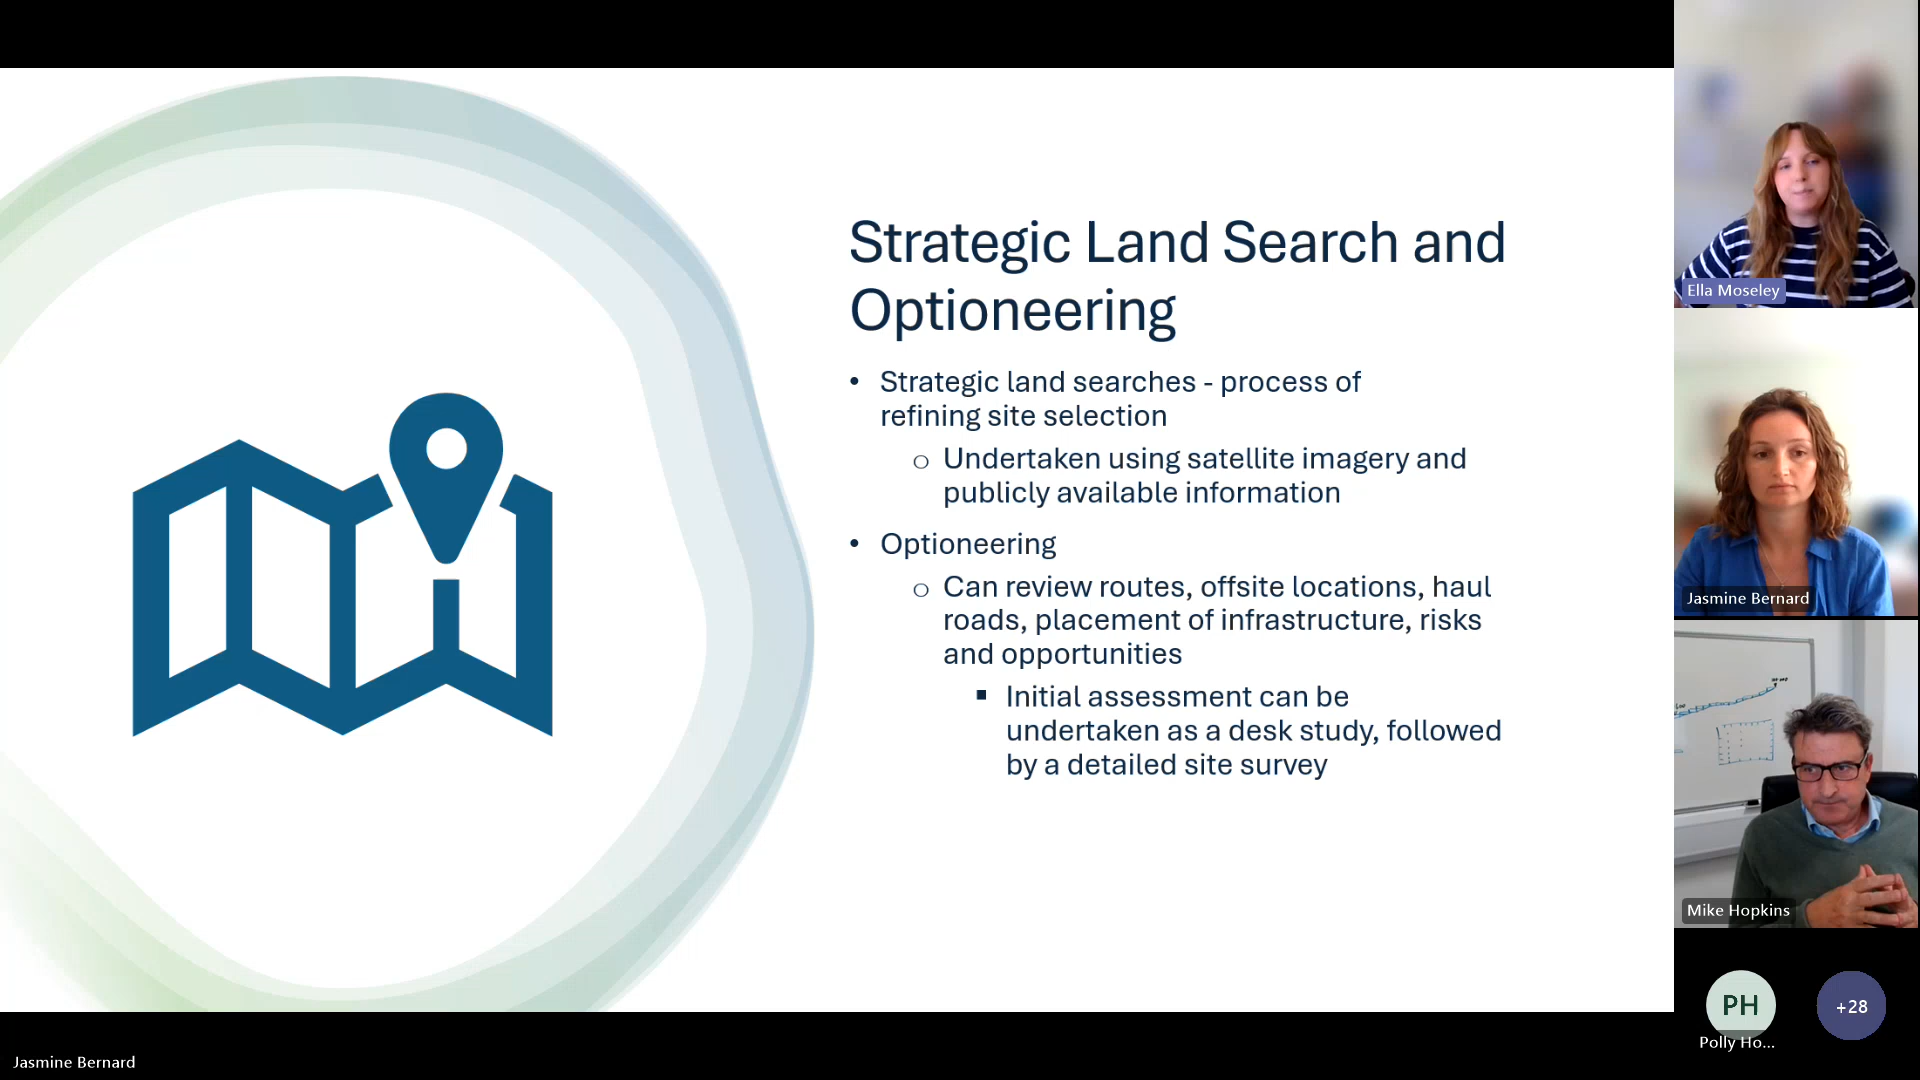 Strategic Land Search and
Optioneering
• Strategic land searches - process of
refining site selection
o Undertaken using satellite imagery and
publicly available information
• Optioneering
o Can review routes, offsite locations, haul
roads, placement of infrastructure, risks
and opportunities
▪ Initial assessment can be
undertaken as a desk study, followed
by a detailed site survey
Ella Moseley
Jasmine Bernard
Mike Hopkins
PH
+28
Polly Ho...
Jasmine Bernard